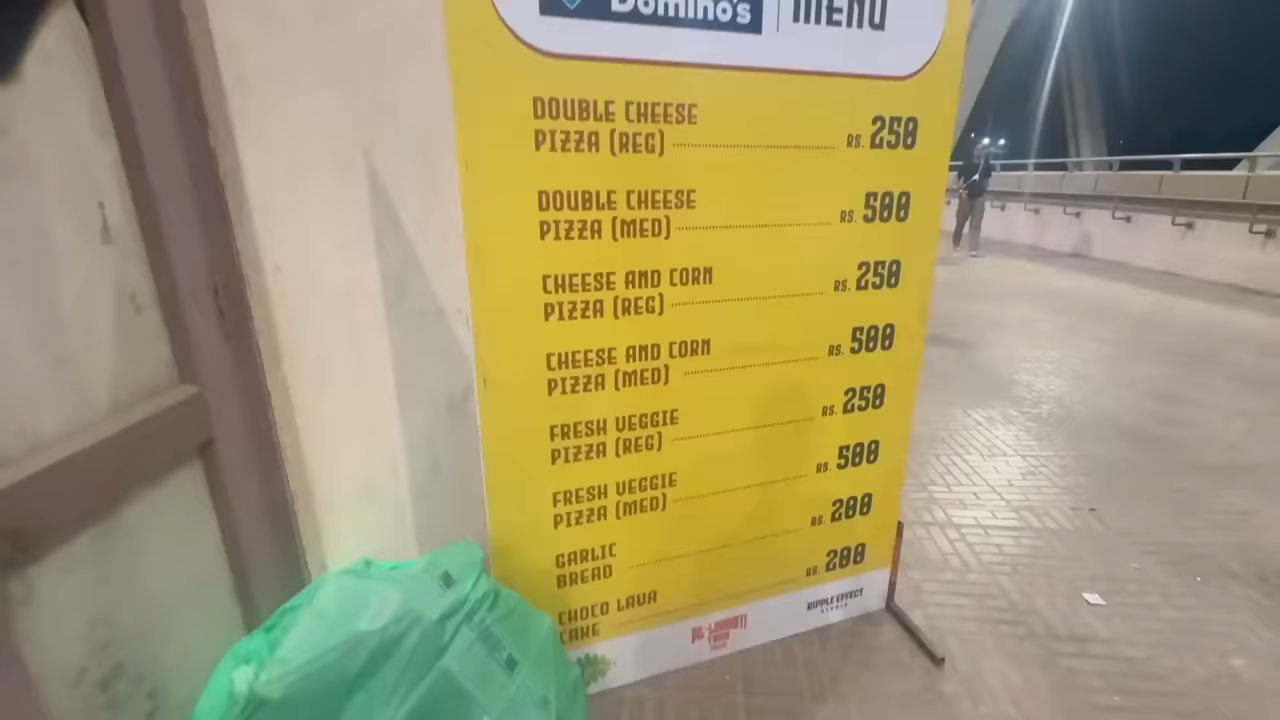 Domino's MENU
DOUBLE CHEESE
PIZZA (REG) RS. 250
DOUBLE CHEESE
PIZZA (MED) RS. 500
CHEESE AND CORN
PIZZA (REG) RS. 250
CHEESE AND CORN
PIZZA (MED) RS. 500
FRESH VEGGIE
PIZZA (REG) RS. 250
FRESH VEGGIE
PIZZA (MED) RS. 500
GARLIC
BREAD RS. 200
CHOCO LAVA
CAKE RS. 200
RIPPLE EFFECT
STUDIO